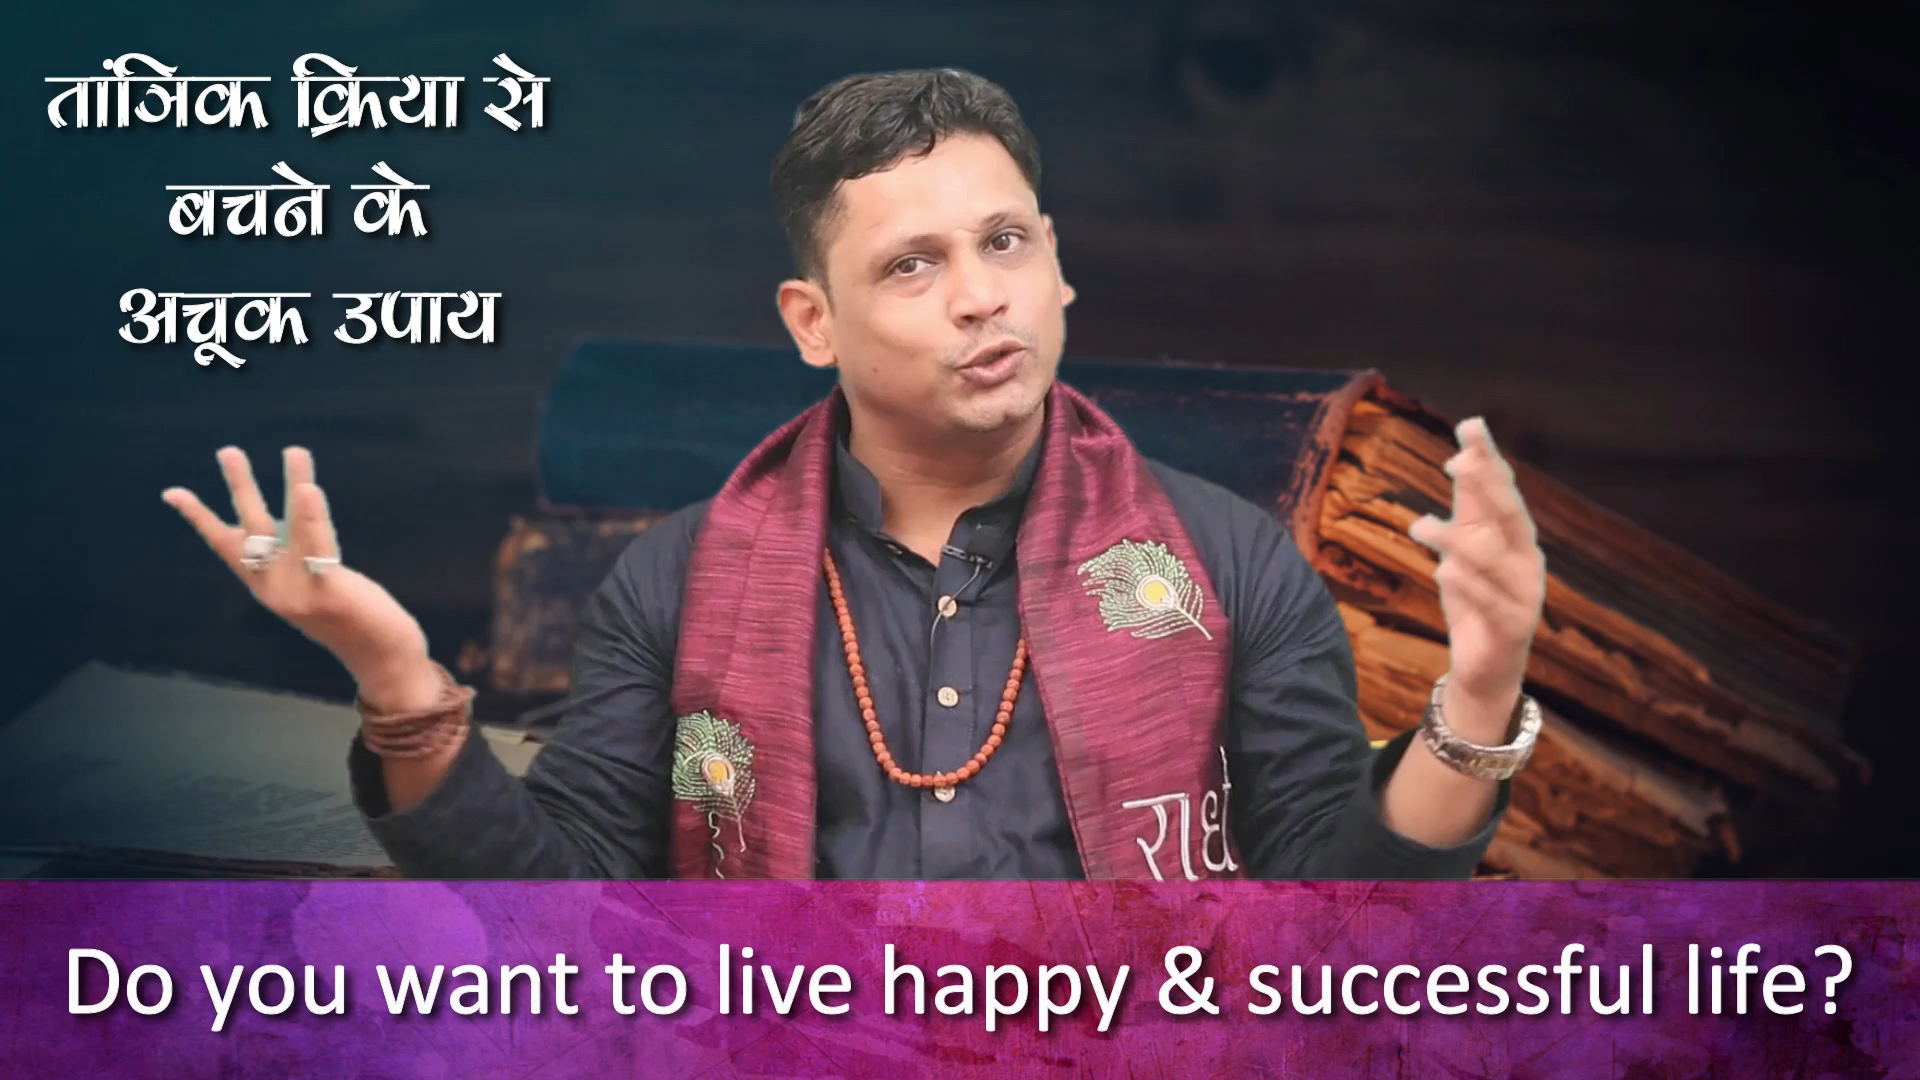 तांत्रिक क्रिया से
बचने के
अचूक उपाय
राधे
Do you want to live happy & successful life?